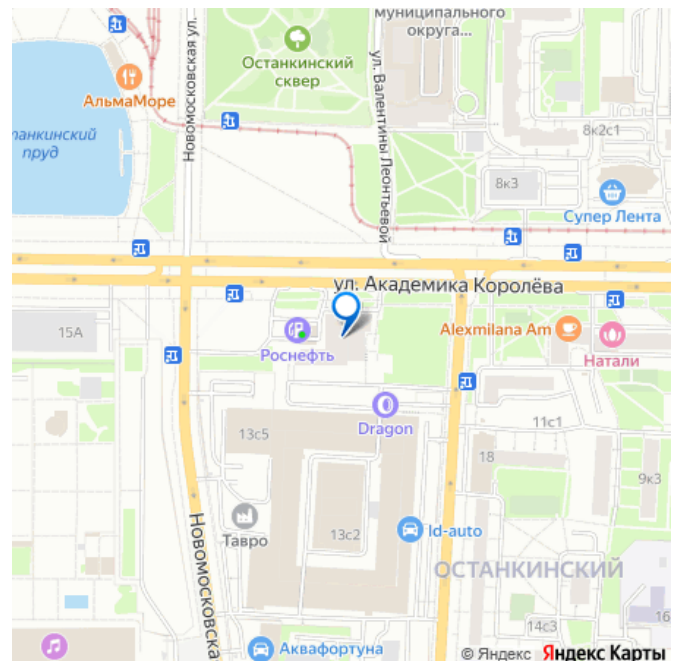 муниципального
округа...
Останкинский
сквер
Новомосковская ул.
ул. Валентины Леонтьевой
АльмаМоре
танкинский
пруд
8к2с1
8к3
Супер Лента
ул. Академика Королёва
15А
Роснефть
Alexmilana Am
Натали
Dragon
11с1
13с5
18
9к3
Тавро
13с2
Id-auto
Новомосковска
ОСТАНКИНСКИЙ
16
14с3
Аквафортуна
© Яндекс Яндекс Карты